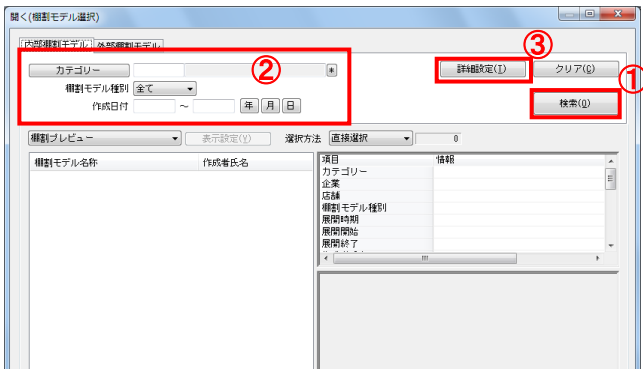 開く(棚割モデル選択)
内部棚割モデル 外部棚割モデル
③
カテゴリー ② * 詳細設定(T) クリア(C) ①
棚割モデル種別 全て
作成日付 ～ 年 月 日 検索(Q)
棚割プレビュー 表示設定(Y) 選択方法 直接選択 0
棚割モデル名称 作成者氏名
項目 情報
カテゴリー
企業
店舗
棚割モデル種別
展開時期
展開開始
展開終了